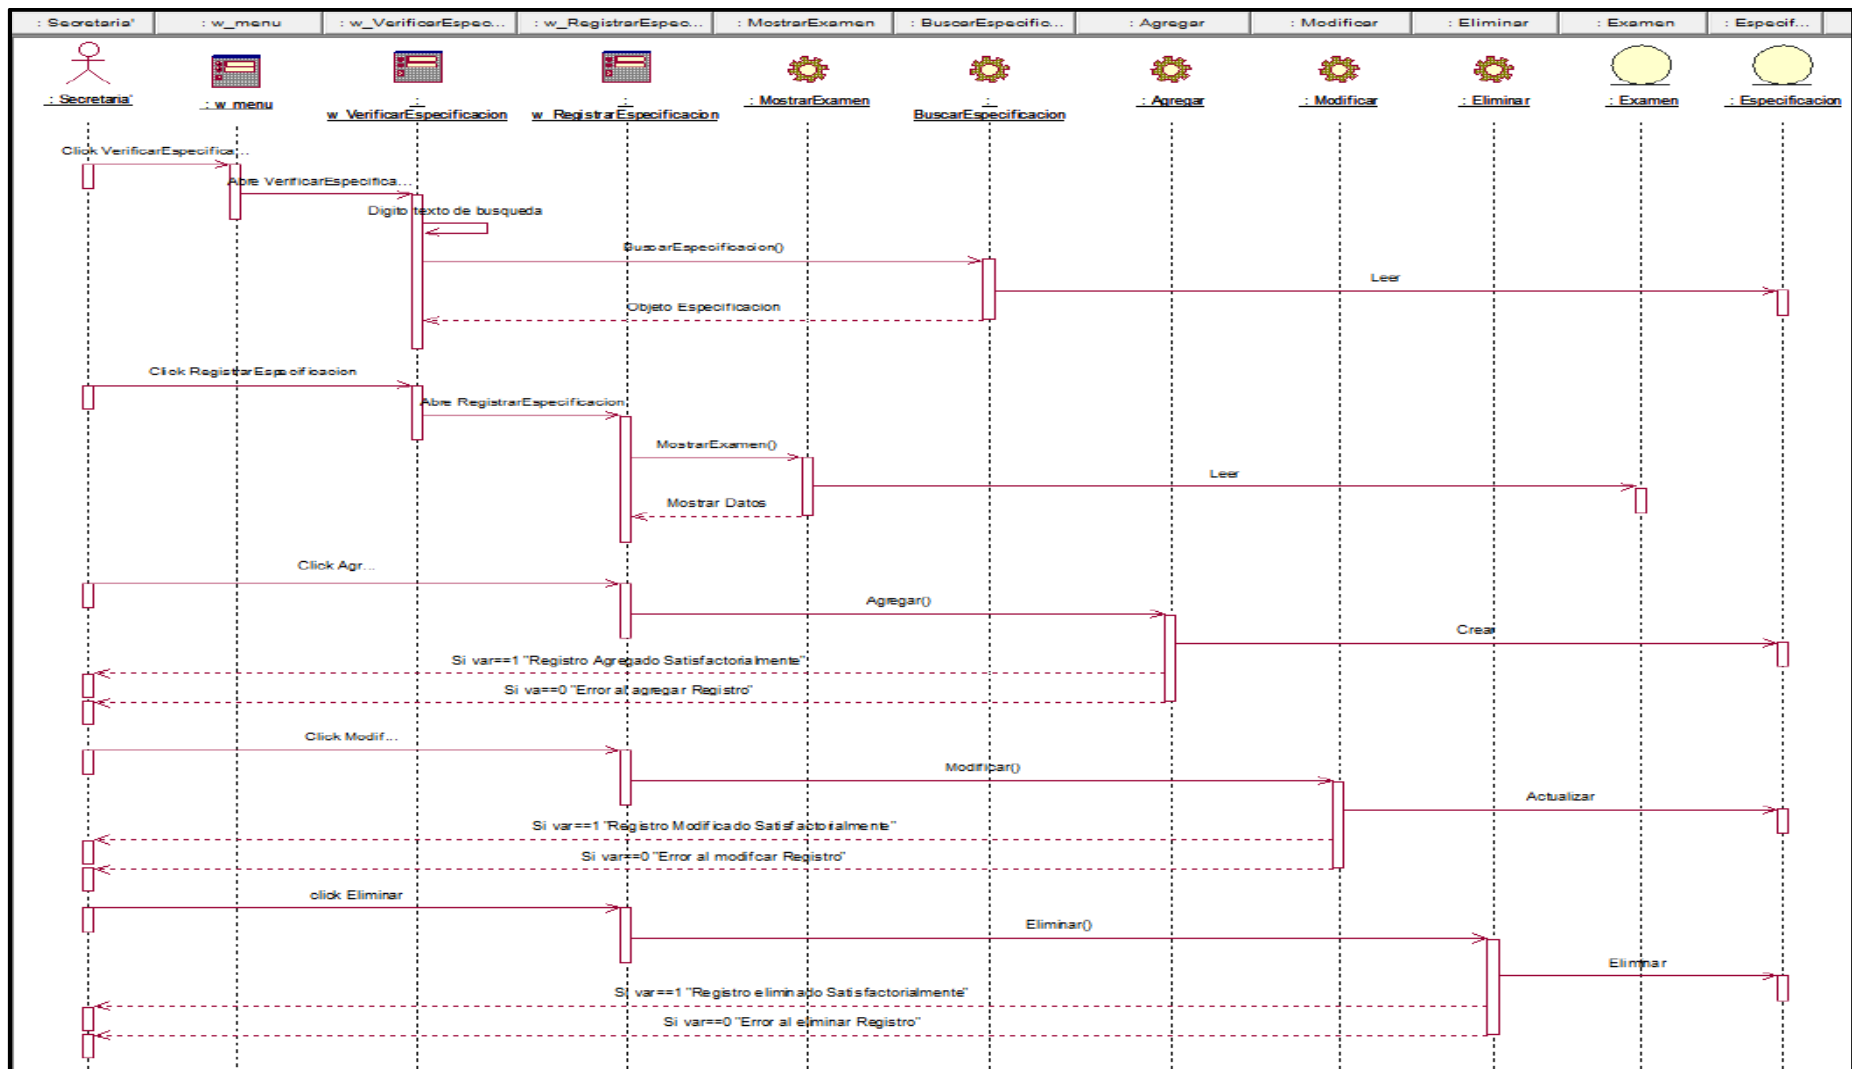 : Secretaria'
: w_menu
: w_VerificarEspec...
: w_RegistrarEspec...
: MostrarExamen
: BuscarEspecific...
: Agregar
: Modificar
: Eliminar
: Examen
: Especif...
: Secretaria'
: w_menu
:
w_VerificarEspecificacion
:
w_RegistrarEspecificacion
: MostrarExamen
:
BuscarEspecificacion
: Agregar
: Modificar
: Eliminar
: Examen
: Especificacion
Click VerificarEspecifica...
Abre VerificarEspecifica...
Digito texto de busqueda
BuscarEspecificacion()
Leer
Objeto Especificacion
Click RegistrarEspecificacion
Abre RegistrarEspecificacion
MostrarExamen()
Leer
Mostrar Datos
Click Agr...
Agregar()
Crear
Si var==1 "Registro Agregado Satisfactorialmente"
Si va==0 "Error al agregar Registro"
Click Modif...
Modificar()
Actualizar
Si var==1 "Registro Modificado Satisfactorialmente"
Si var==0 "Error al modifcar Registro"
click Eliminar
Eliminar()
Eliminar
Si var==1 "Registro eliminado Satisfactorialmente"
Si var==0 "Error al eliminar Registro"